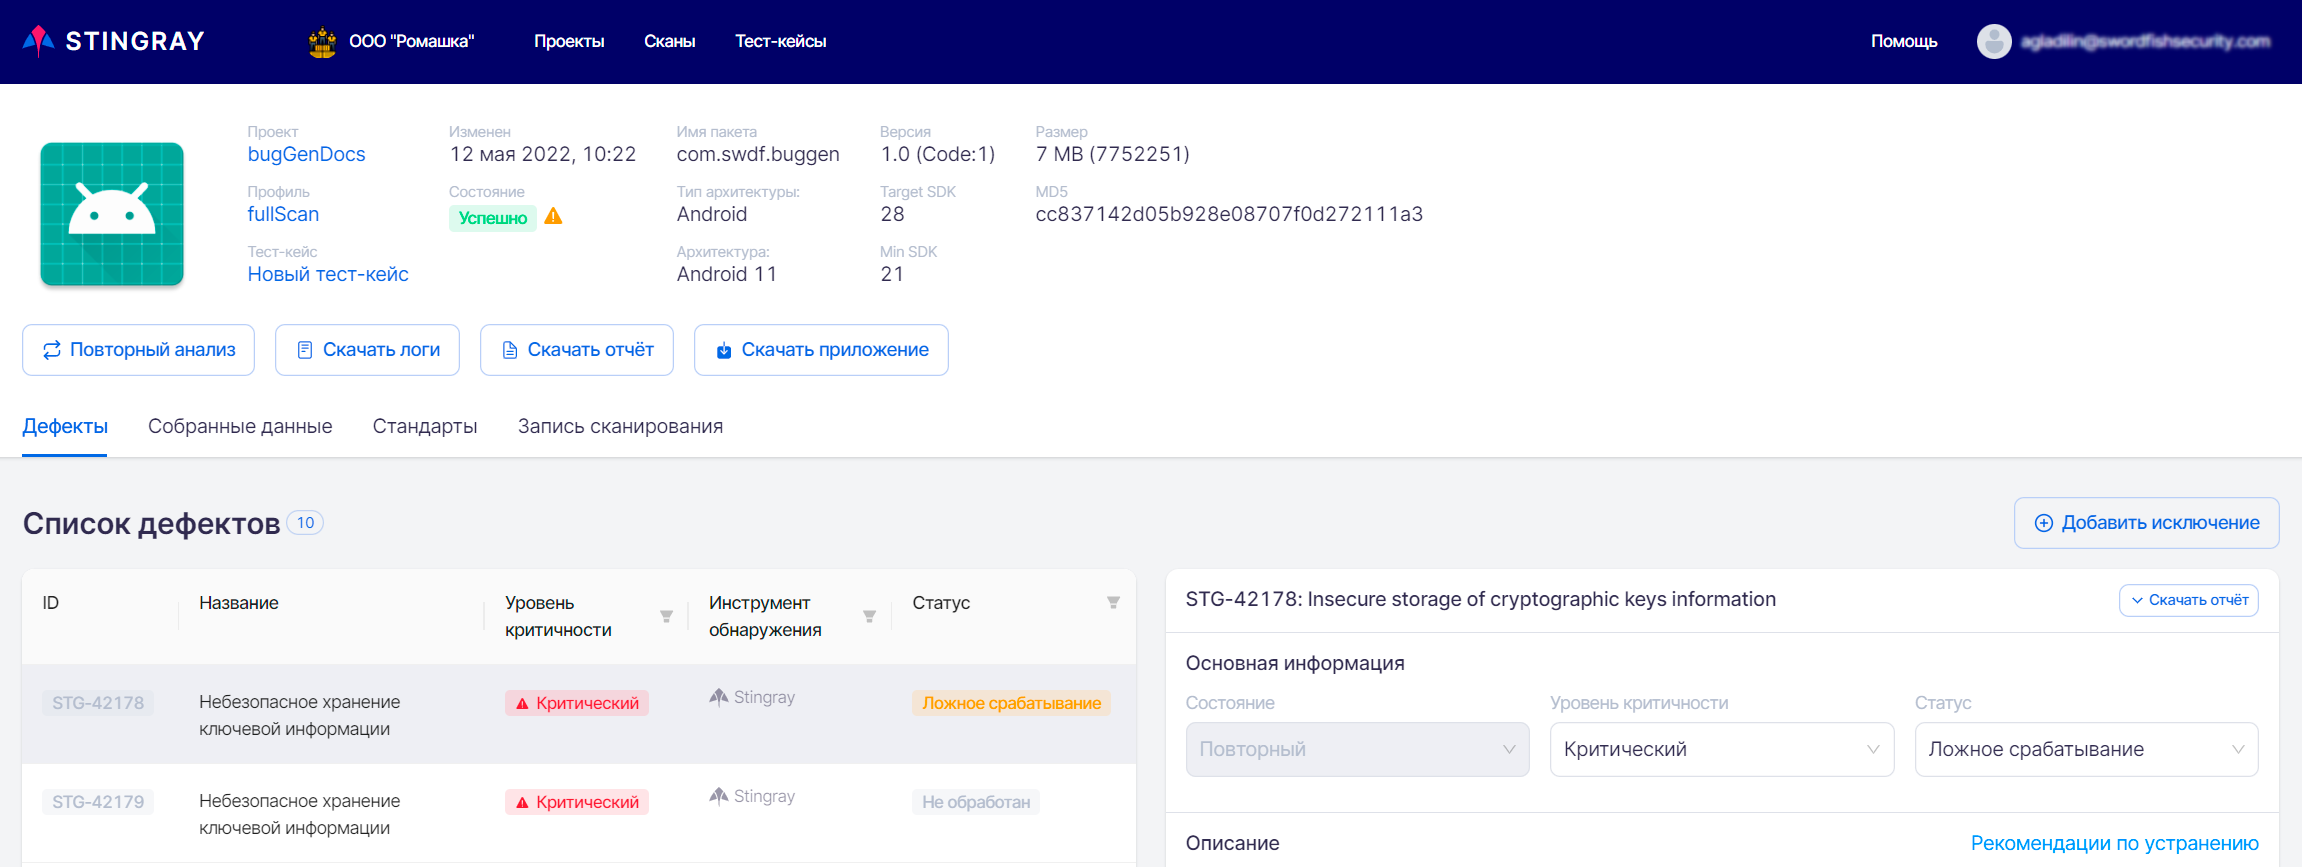 STINGRAY
ООО "Ромашка"
Проекты
Сканы
Тест-кейсы
Помощь
agladilin@swordfishsecurity.com
Проект
bugGenDocs
Изменен
12 мая 2022, 10:22
Имя пакета
com.swdf.buggen
Версия
1.0 (Code:1)
Размер
7 MB (7752251)
Профиль
fullScan
Состояние
Успешно
Тип архитектуры:
Android
Target SDK
28
MD5
cc837142d05b928e08707f0d272111a3
Тест-кейс
Новый тест-кейс
Архитектура:
Android 11
Min SDK
21
Повторный анализ
Скачать логи
Скачать отчёт
Скачать приложение
Дефекты
Собранные данные
Стандарты
Запись сканирования
Список дефектов 10
Добавить исключение
ID
Название
Уровень
критичности
Инструмент
обнаружения
Статус
STG-42178
Небезопасное хранение
ключевой информации
Критический
Stingray
Ложное срабатывание
STG-42179
Небезопасное хранение
ключевой информации
Критический
Stingray
Не обработан
STG-42178: Insecure storage of cryptographic keys information
Скачать отчёт
Основная информация
Состояние
Повторный
Уровень критичности
Критический
Статус
Ложное срабатывание
Описание
Рекомендации по устранению